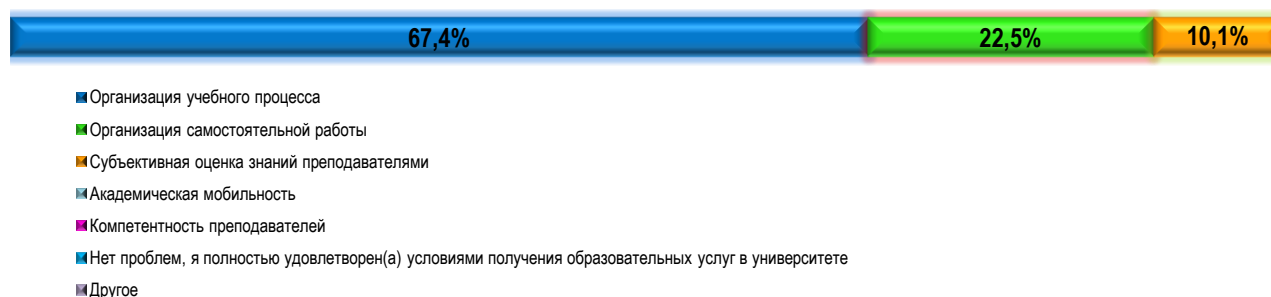 67,4% 22,5% 10,1%
Организация учебного процесса
Организация самостоятельной работы
Субъективная оценка знаний преподавателями
Академическая мобильность
Компетентность преподавателей
Нет проблем, я полностью удовлетворен(а) условиями получения образовательных услуг в университете
Другое